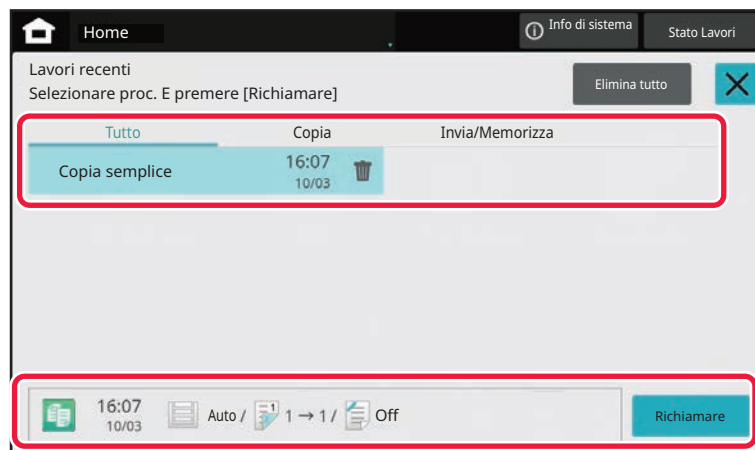 Home
Info di sistema
Stato Lavori
Lavori recenti
Selezionare proc. E premere [Richiamare]
Elimina tutto
Tutto
Copia
Invia/Memorizza
Copia semplice
16:07
10/03
16:07
10/03
Auto / 1 1 → 1 / Off
Richiamare